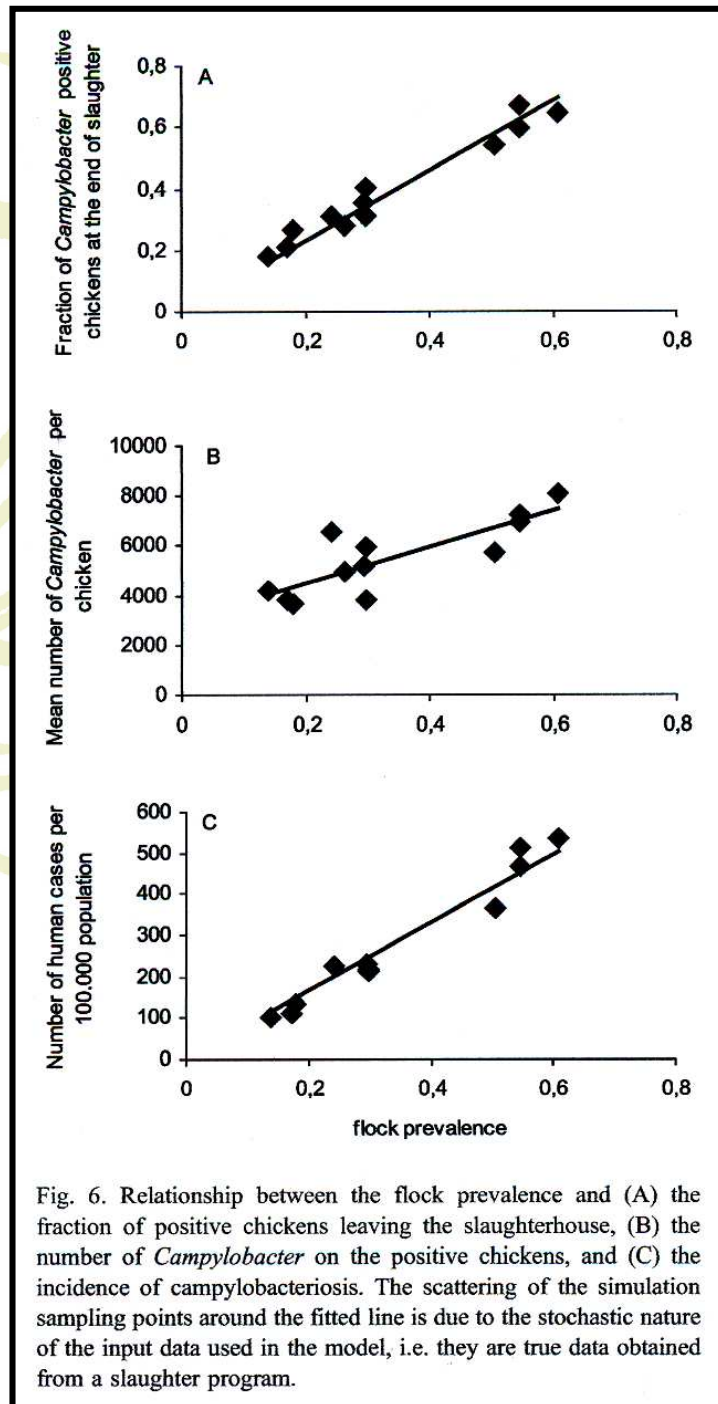 Fraction of Campylobacter positive
chickens at the end of slaughter
A
0,8
0,6
0,4
0,2
0
0 0,2 0,4 0,6 0,8
Mean number of Campylobacter per
chicken
B
10000
8000
6000
4000
2000
0
0 0,2 0,4 0,6 0,8
Number of human cases per
100.000 population
C
600
500
400
300
200
100
0
0 0,2 0,4 0,6 0,8
flock prevalence
Fig. 6. Relationship between the flock prevalence and (A) the
fraction of positive chickens leaving the slaughterhouse, (B) the
number of Campylobacter on the positive chickens, and (C) the
incidence of campylobacteriosis. The scattering of the simulation
sampling points around the fitted line is due to the stochastic nature
of the input data used in the model, i.e. they are true data obtained
from a slaughter program.